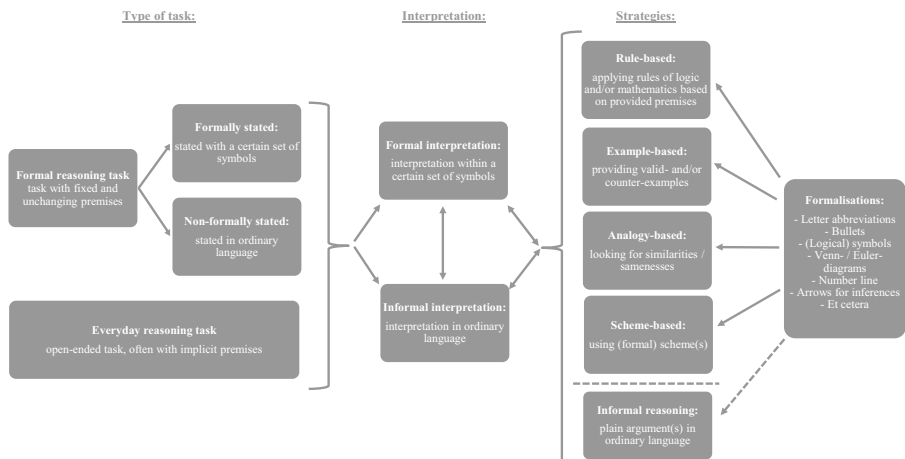 Type of task:
Interpretation:
Strategies:
Formal reasoning task
task with fixed and
unchanging premises
Formally stated:
stated with a certain set of
symbols
Non-formally stated:
stated in ordinary
language
Everyday reasoning task
open-ended task, often with implicit premises
Formal interpretation:
interpretation within a
certain set of symbols
Informal interpretation:
interpretation in ordinary
language
Rule-based:
applying rules of logic
and/or mathematics based
on provided premises
Example-based:
providing valid- and/or
counter-examples
Analogy-based:
looking for similarities /
samenesses
Scheme-based:
using (formal) scheme(s)
Informal reasoning:
plain argument(s) in
ordinary language
Formalisations:
- Letter abbreviations
- Bullets
- (Logical) symbols
- Venn- / Euler-
diagrams
- Number line
- Arrows for inferences
- Et cetera